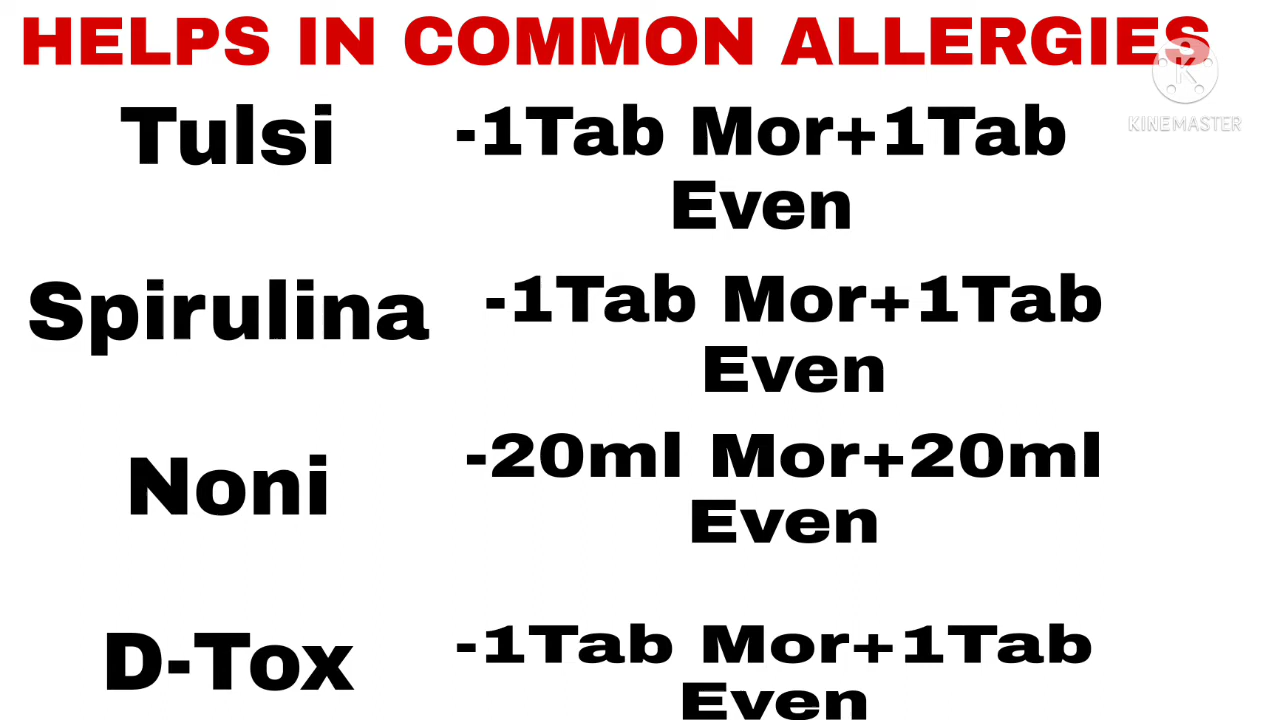 HELPS IN COMMON ALLERGIES
KINEMASTER
Tulsi -1Tab Mor+1Tab
Even
Spirulina -1Tab Mor+1Tab
Even
Noni -20ml Mor+20ml
Even
D-Tox -1Tab Mor+1Tab
Even